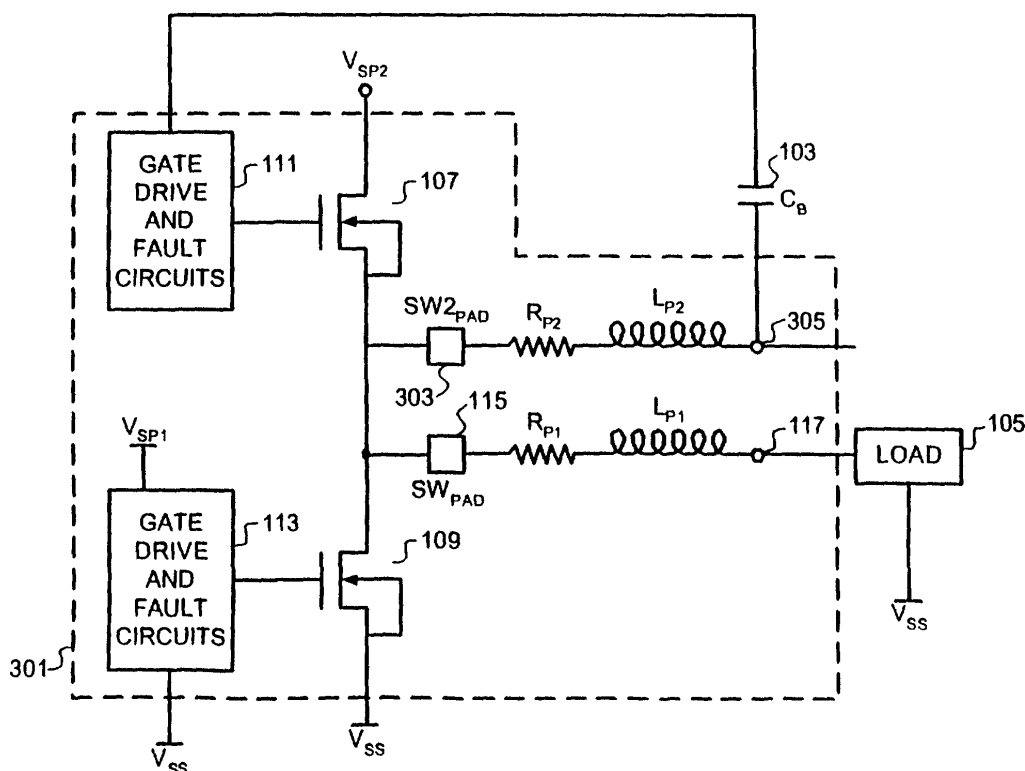 V_SP2
GATE
DRIVE
AND
FAULT
CIRCUITS
111
107
103
C_B
SW2_PAD
R_P2
L_P2
305
303
115
V_SP1
R_P1
L_P1
117
105
LOAD
SW_PAD
GATE
DRIVE
AND
FAULT
CIRCUITS
113
109
V_SS
301
V_SS
V_SS